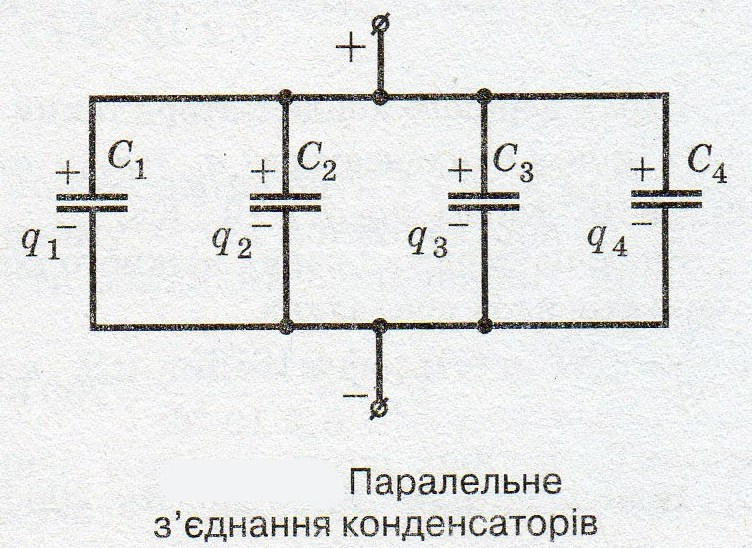 +
C1 C2 C3 C4
+ + + +
q1 − q2 − q3 − q4 −
−
Паралельне
з’єднання конденсаторів